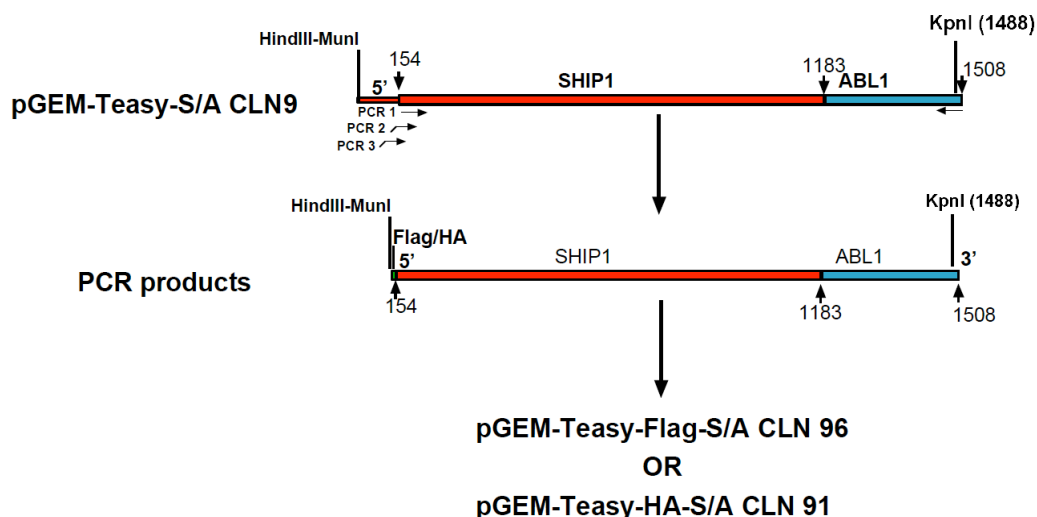 HindIII-MunI
KpnI (1488)
154
1183
1508
5’
SHIP1
ABL1
pGEM-Teasy-S/A CLN9
PCR 1
PCR 2
PCR 3
HindIII-MunI
KpnI (1488)
Flag/HA
5’
SHIP1
ABL1
3’
PCR products
154
1183
1508
pGEM-Teasy-Flag-S/A CLN 96
OR
pGEM-Teasy-HA-S/A CLN 91